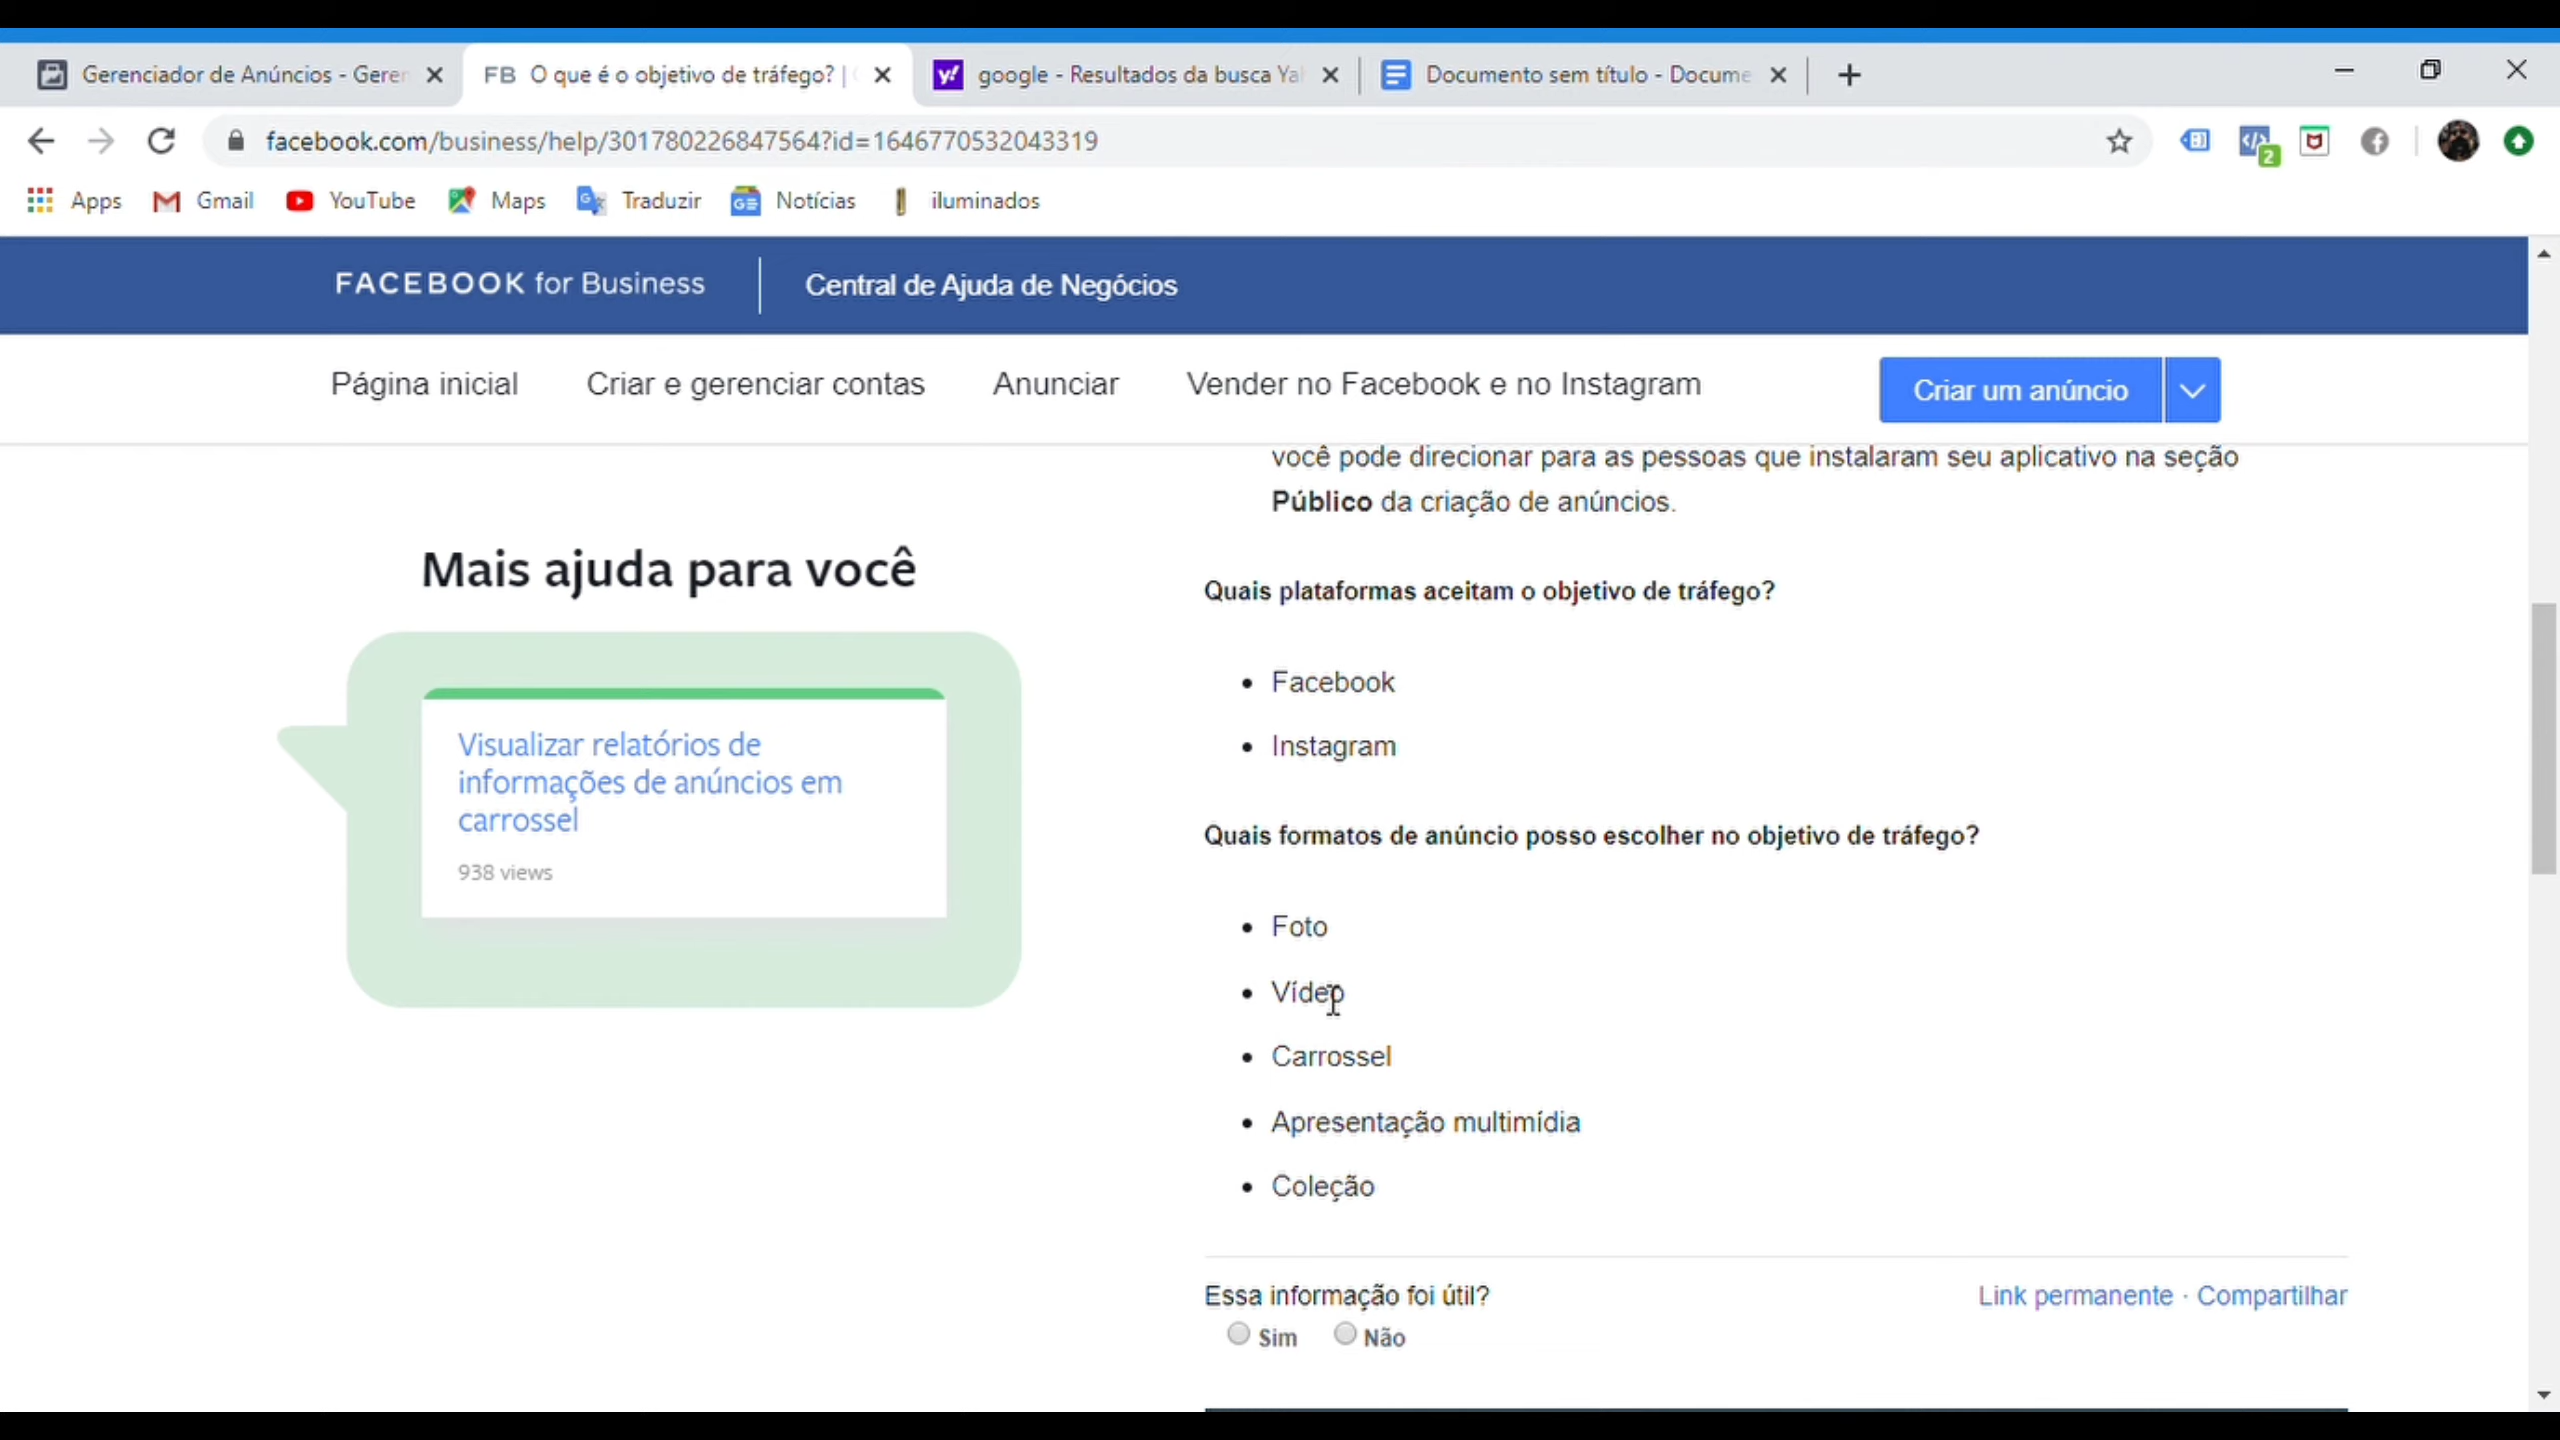 Gerenciador de Anúncios - Geren
FB O que é o objetivo de tráfego? |
google - Resultados da busca Yah
Documento sem título - Docume
facebook.com/business/help/301780226847564?id=1646770532043319
2
Apps
Gmail
YouTube
Maps
Traduzir
Notícias
iluminados
FACEBOOK for Business
Central de Ajuda de Negócios
Página inicial
Criar e gerenciar contas
Anunciar
Vender no Facebook e no Instagram
Criar um anúncio
você pode direcionar para as pessoas que instalaram seu aplicativo na seção
Público da criação de anúncios.
Mais ajuda para você
Visualizar relatórios de
informações de anúncios em
carrossel
938 views
Quais plataformas aceitam o objetivo de tráfego?
• Facebook
• Instagram
Quais formatos de anúncio posso escolher no objetivo de tráfego?
• Foto
• Vídeo
• Carrossel
• Apresentação multimídia
• Coleção
Essa informação foi útil?
Link permanente · Compartilhar
Sim
Não